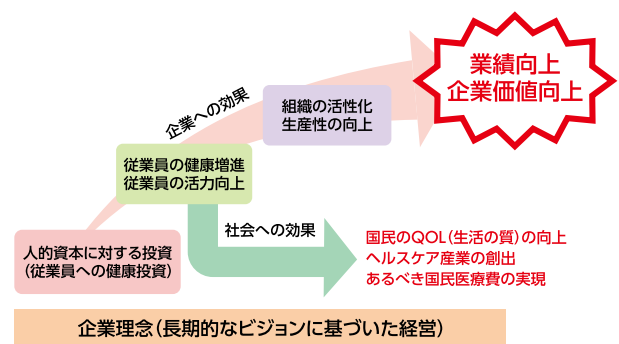 業績向上
企業価値向上
企業への効果
組織の活性化
生産性の向上
従業員の健康増進
従業員の活力向上
社会への効果
人的資本に対する投資
（従業員への健康投資）
国民のQOL（生活の質）の向上
ヘルスケア産業の創出
あるべき国民医療費の実現
企業理念（長期的なビジョンに基づいた経営）